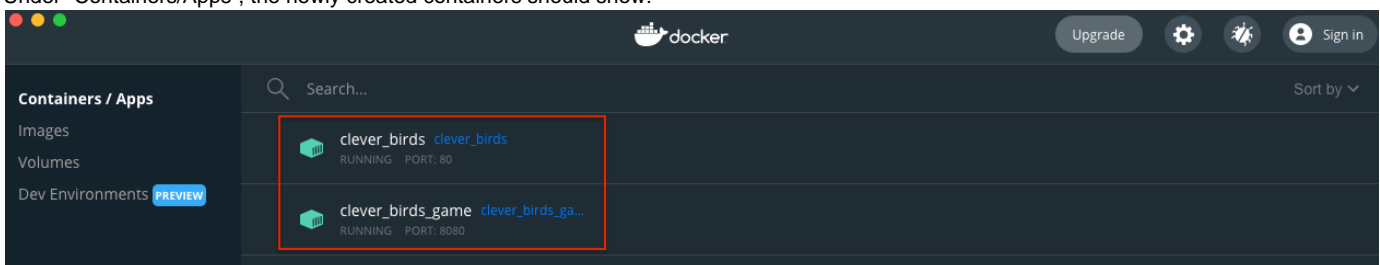 Under "Containers/Apps", the newly created containers should show:
docker
Upgrade
Sign in
Containers / Apps
Images
Volumes
Dev Environments PREVIEW
Search...
Sort by
clever_birds clever_birds
RUNNING PORT: 80
clever_birds_game clever_birds_ga...
RUNNING PORT: 8080